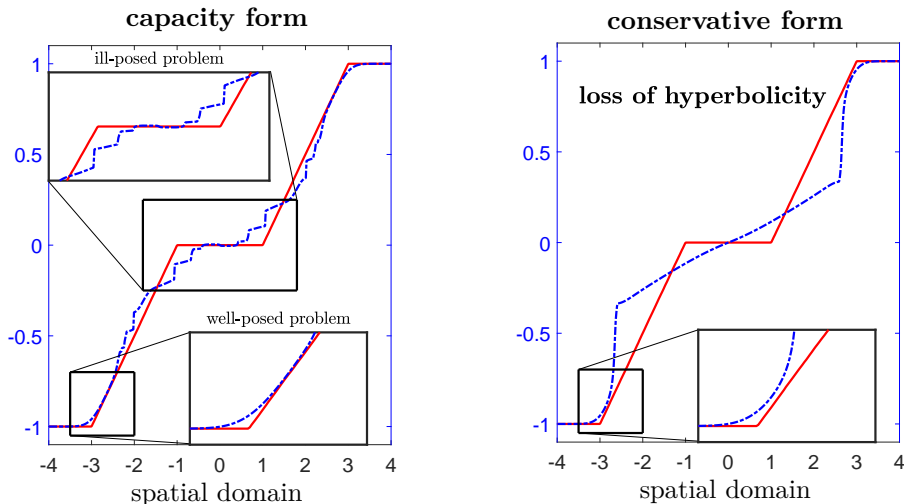 capacity form
ill-posed problem
1
0.5
0
-0.5
-1
well-posed problem
-4 -3 -2 -1 0 1 2 3 4
spatial domain
conservative form
loss of hyperbolicity
1
0.5
0
-0.5
-1
-4 -3 -2 -1 0 1 2 3 4
spatial domain